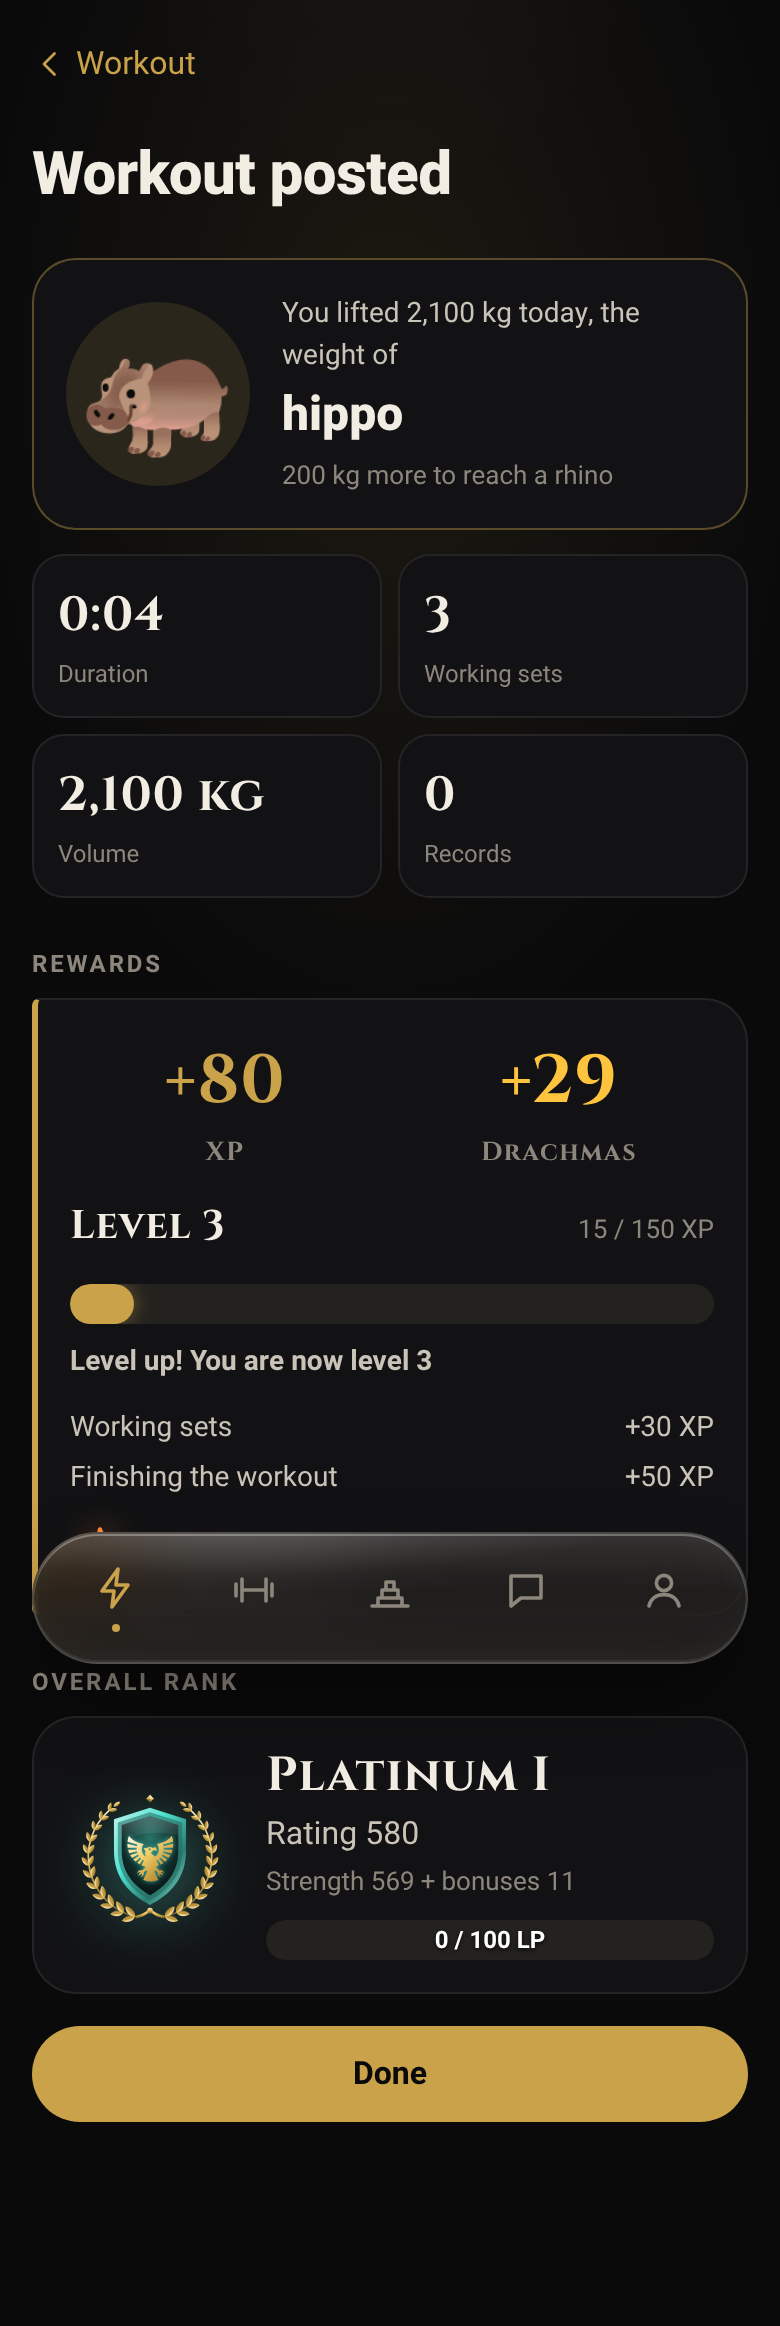 Workout
Workout posted
You lifted 2,100 kg today, the
weight of
hippo
200 kg more to reach a rhino
0:04
Duration
3
Working sets
2,100 KG
Volume
0
Records
REWARDS
+80
XP
+29
Drachmas
Level 3
15 / 150 XP
Level up! You are now level 3
Working sets
+30 XP
Finishing the workout
+50 XP
OVERALL RANK
Platinum I
Rating 580
Strength 569 + bonuses 11
0 / 100 LP
Done